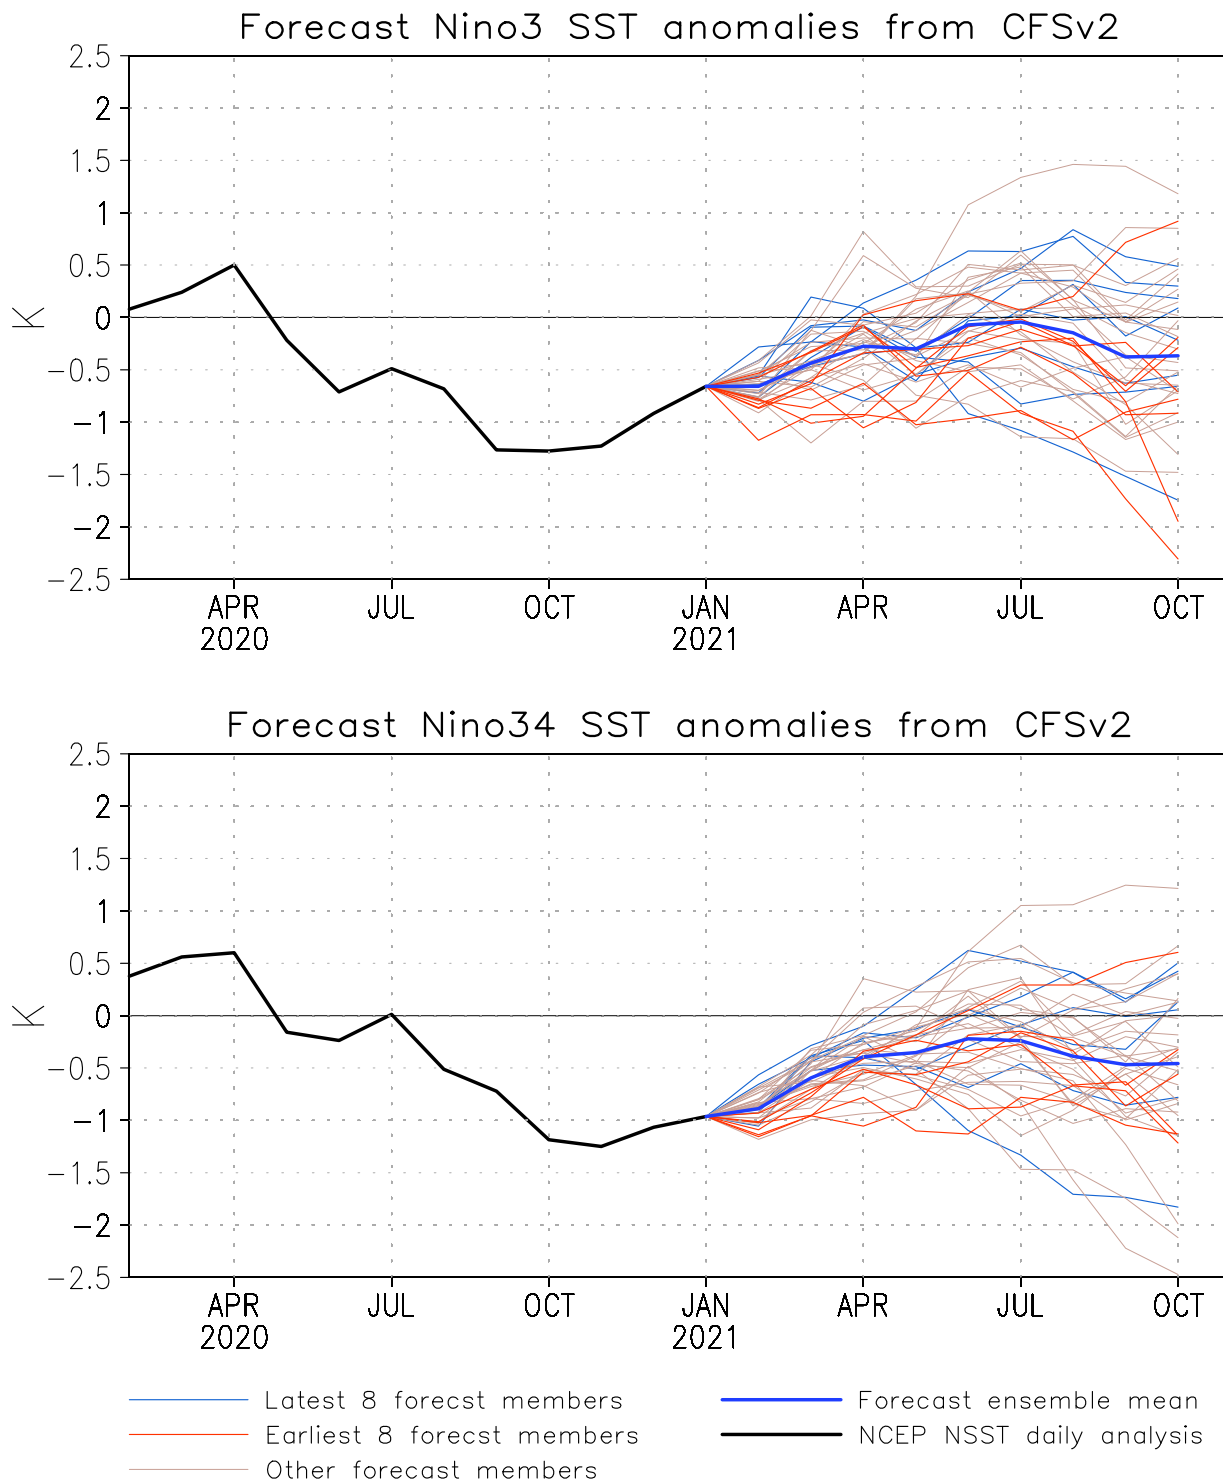 Forecast Nino3 SST anomalies from CFSv2
2.5
2
1.5
1
0.5
0
−0.5
−1
−1.5
−2
−2.5
K
APR JUL OCT JAN APR JUL OCT
2020 2021
Forecast Nino34 SST anomalies from CFSv2
2.5
2
1.5
1
0.5
0
−0.5
−1
−1.5
−2
−2.5
K
APR JUL OCT JAN APR JUL OCT
2020 2021
Latest 8 forecst members Forecast ensemble mean
Earliest 8 forecst members NCEP NSST daily analysis
Other forecast members